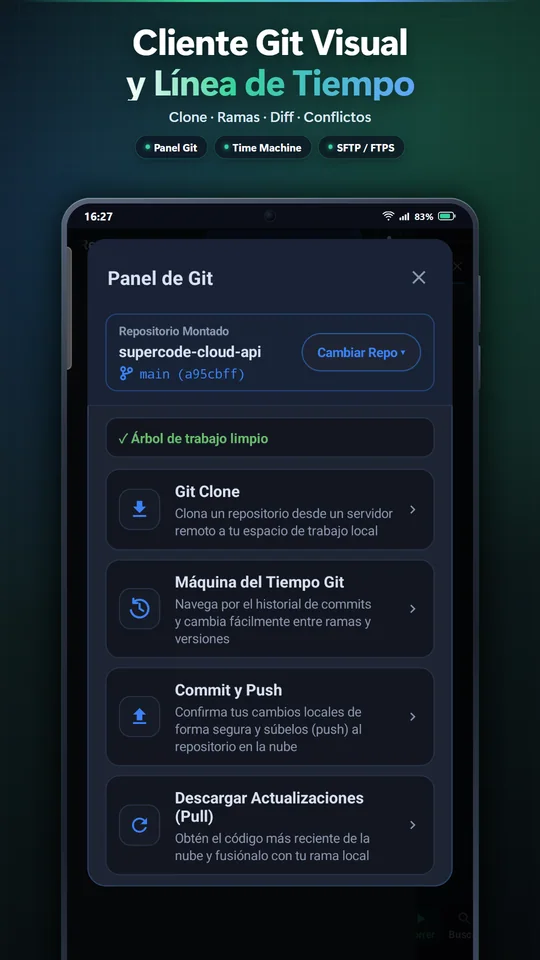 Cliente Git Visual
y Línea de Tiempo
Clone · Ramas · Diff · Conflictos
Panel Git
Time Machine
SFTP / FTPS
16:27
83%
Panel de Git
Repositorio Montado
supercode-cloud-api
main (a95cbff)
Cambiar Repo
✓ Árbol de trabajo limpio
Git Clone
Clona un repositorio desde un servidor
remoto a tu espacio de trabajo local
Máquina del Tiempo Git
Navega por el historial de commits
y cambia fácilmente entre ramas y
versiones
Commit y Push
Confirma tus cambios locales de
forma segura y súbelos (push) al
repositorio en la nube
Descargar Actualizaciones
(Pull)
Obtén el código más reciente de la
nube y fusiónalo con tu rama local